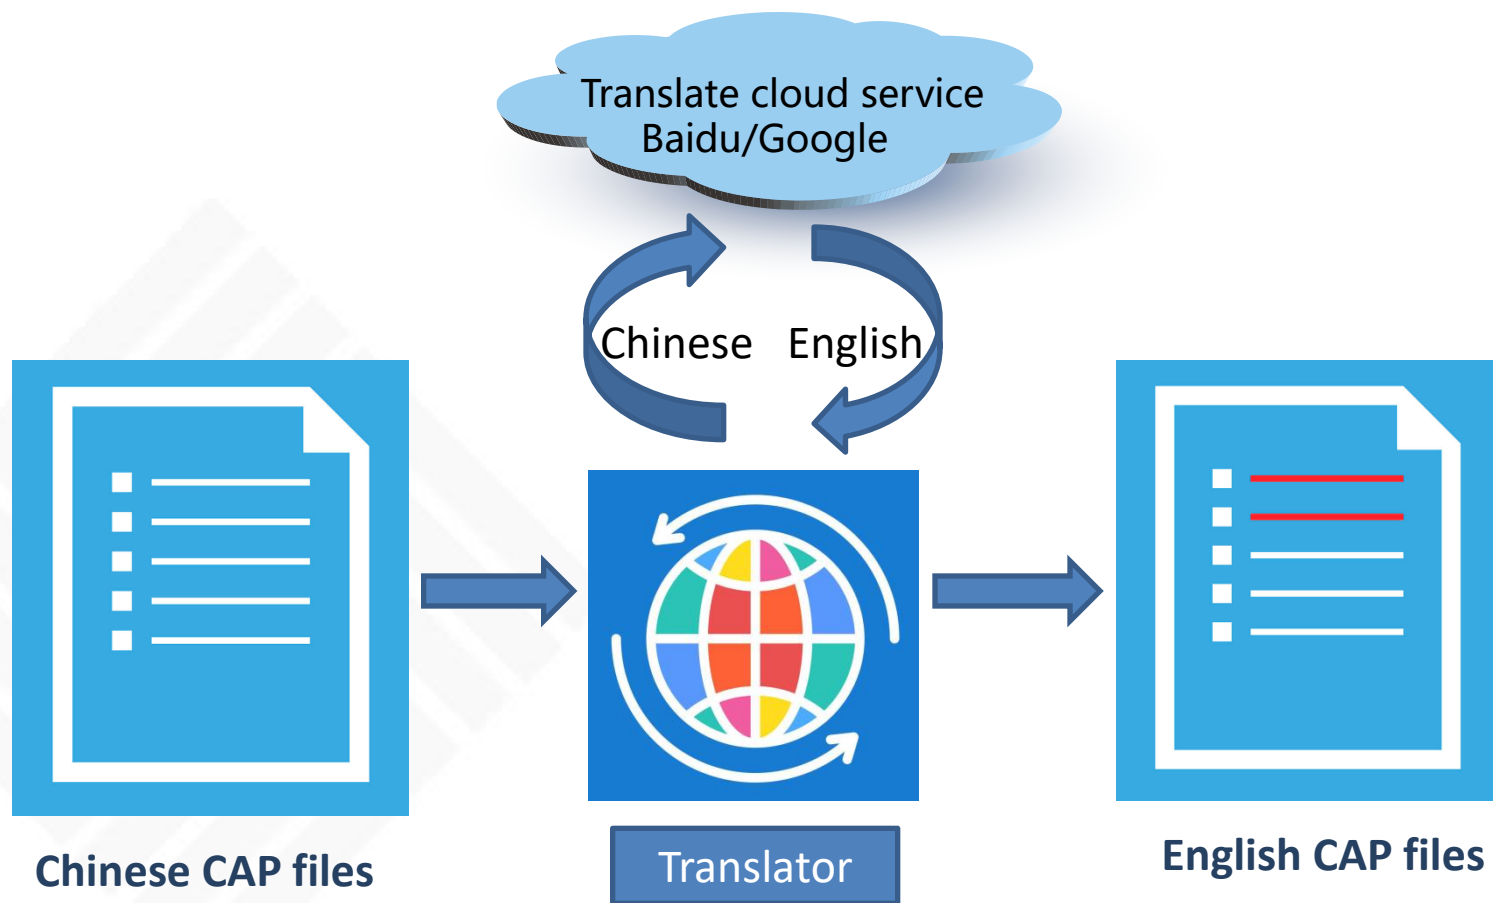 Translate cloud service
Baidu/Google
Chinese English
Chinese CAP files
Translator
English CAP files